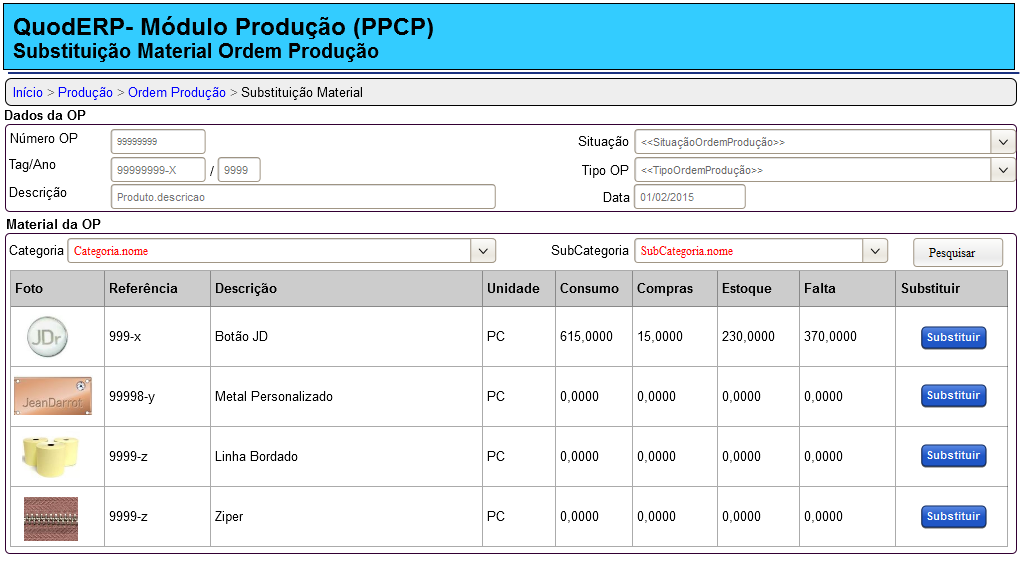 QuodERP- Módulo Produção (PPCP)
Substituição Material Ordem Produção
Início > Produção > Ordem Produção > Substituição Material
Dados da OP
Número OP 99999999 Situação <<SituaçãoOrdemProdução>>
Tag/Ano 99999999-X / 9999 Tipo OP <<TipoOrdemProdução>>
Descrição Produto.descricao Data 01/02/2015
Material da OP
Categoria Categoria.nome SubCategoria SubCategoria.nome Pesquisar
Foto Referência Descrição Unidade Consumo Compras Estoque Falta Substituir
JDr 999-x Botão JD PC 615,0000 15,0000 230,0000 370,0000 Substituir
JeanDarrot 99998-y Metal Personalizado PC 0,0000 0,0000 0,0000 0,0000 Substituir
9999-z Linha Bordado PC 0,0000 0,0000 0,0000 0,0000 Substituir
9999-z Ziper PC 0,0000 0,0000 0,0000 0,0000 Substituir